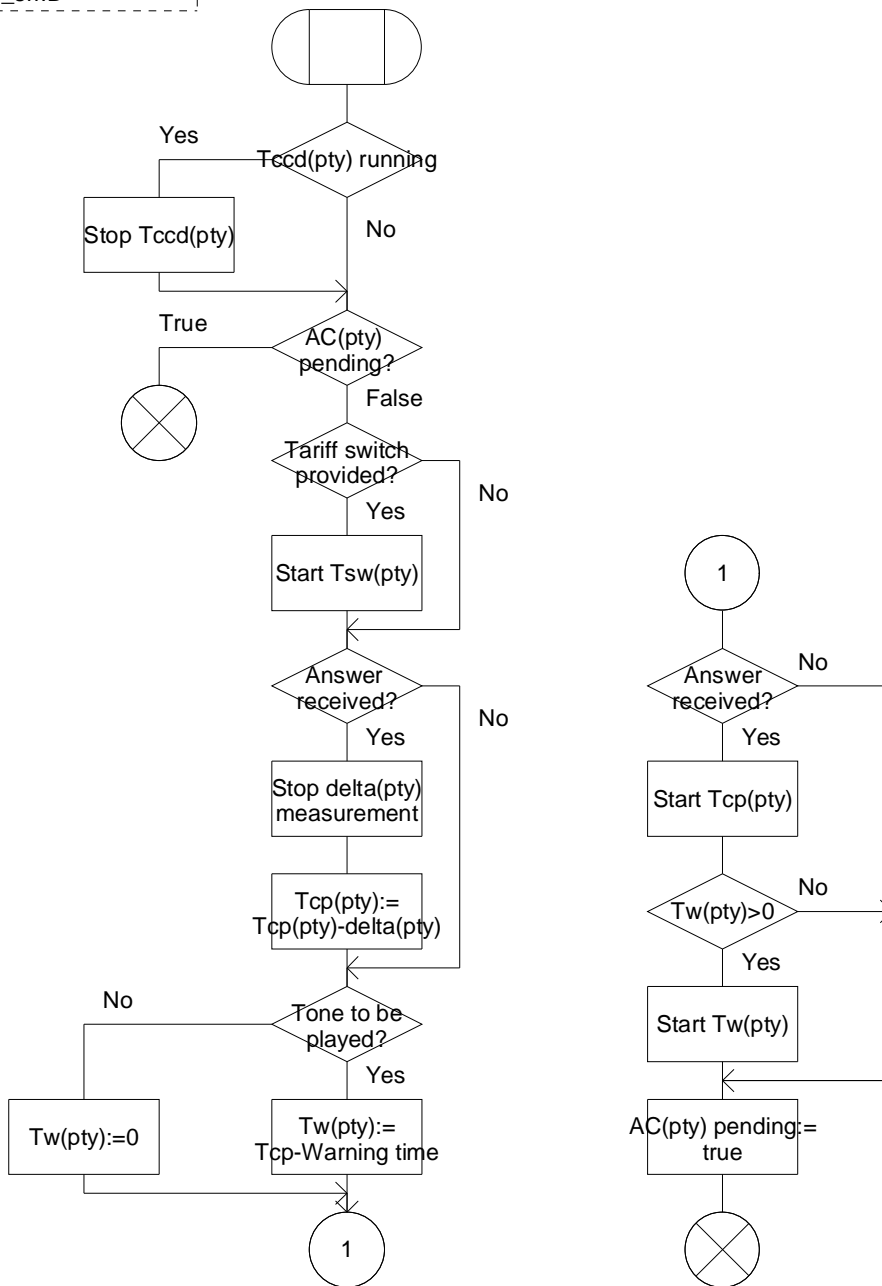 Yes
Tccd(pty) running
Stop Tccd(pty)
No
True
AC(pty)
pending?
False
Tariff switch
provided?
No
Yes
Start Tsw(pty)
Answer
received?
No
Yes
Stop delta(pty)
measurement
Tcp(pty):=
Tcp(pty)-delta(pty)
No
Tone to be
played?
Yes
Tw(pty):=0
Tw(pty):=
Tcp-Warning time
1
1
Answer
received?
No
Yes
Start Tcp(pty)
Tw(pty)>0
No
Yes
Start Tw(pty)
AC(pty) pending:=
true